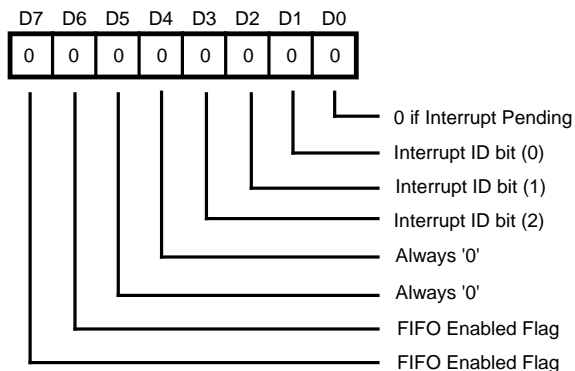 D7 D6 D5 D4 D3 D2 D1 D0
0 0 0 0 0 0 0 0
0 if Interrupt Pending
Interrupt ID bit (0)
Interrupt ID bit (1)
Interrupt ID bit (2)
Always '0'
Always '0'
FIFO Enabled Flag
FIFO Enabled Flag